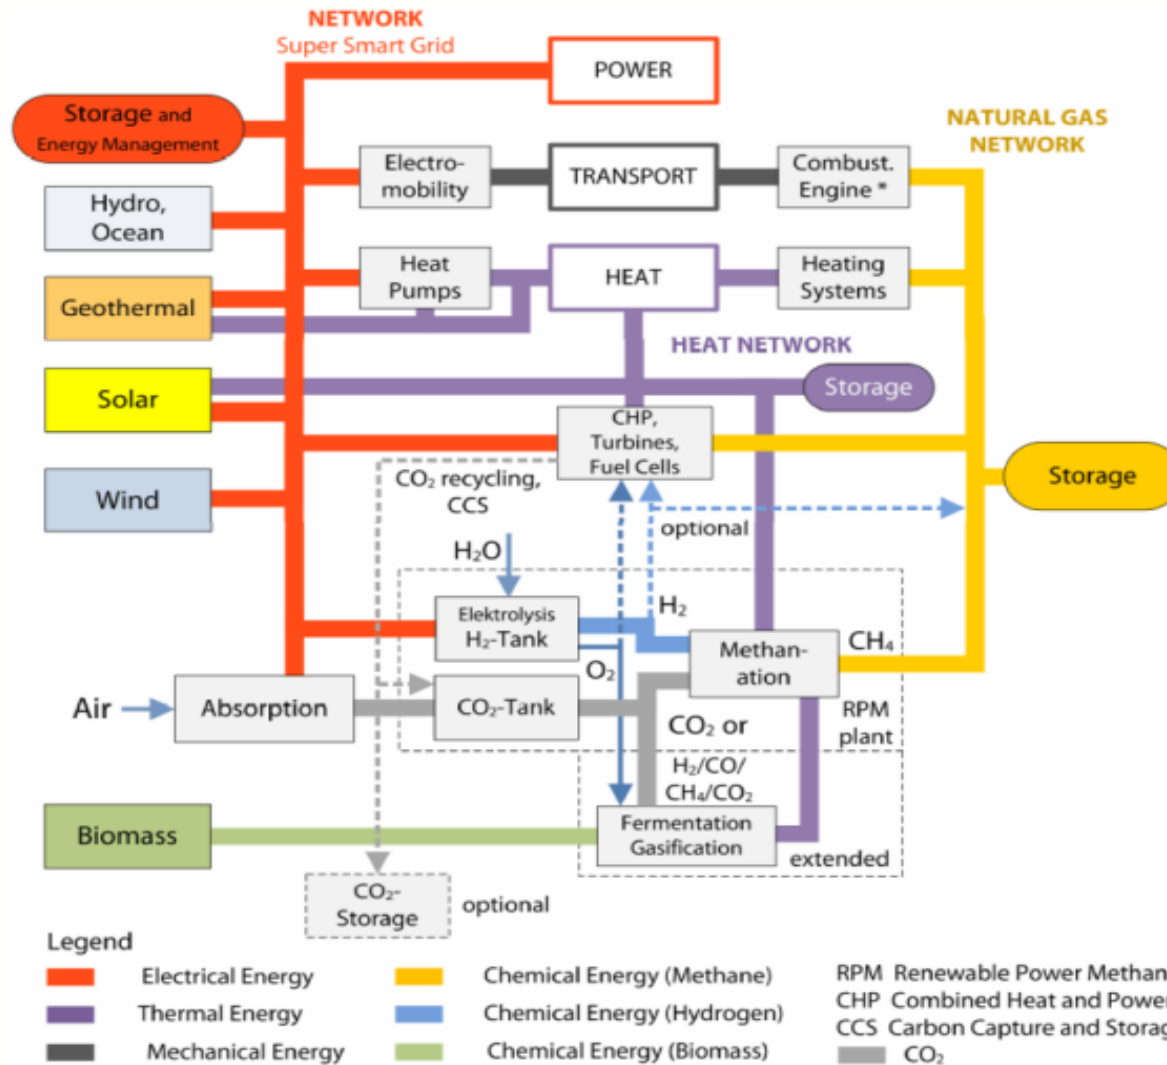 NETWORK
Super Smart Grid
POWER
Storage and
Energy Management
NATURAL GAS
NETWORK
Electro-
mobility
TRANSPORT
Combust.
Engine *
Hydro,
Ocean
Heat
Pumps
HEAT
Heating
Systems
Geothermal
HEAT NETWORK
Solar
Storage
CHP,
Turbines,
Fuel Cells
CO₂ recycling,
CCS
Storage
Wind
optional
H₂O
Elektrolysis
H₂-Tank
H₂
O₂
Methan-
ation
CH₄
Air
Absorption
CO₂-Tank
CO₂ or
RPM
plant
H₂/CO/
CH₄/CO₂
Biomass
Fermentation
Gasification
extended
CO₂-
Storage
optional
Legend
Electrical Energy
Thermal Energy
Mechanical Energy
Chemical Energy (Methane)
Chemical Energy (Hydrogen)
Chemical Energy (Biomass)
RPM Renewable Power Methan
CHP Combined Heat and Power
CCS Carbon Capture and Storag
CO₂